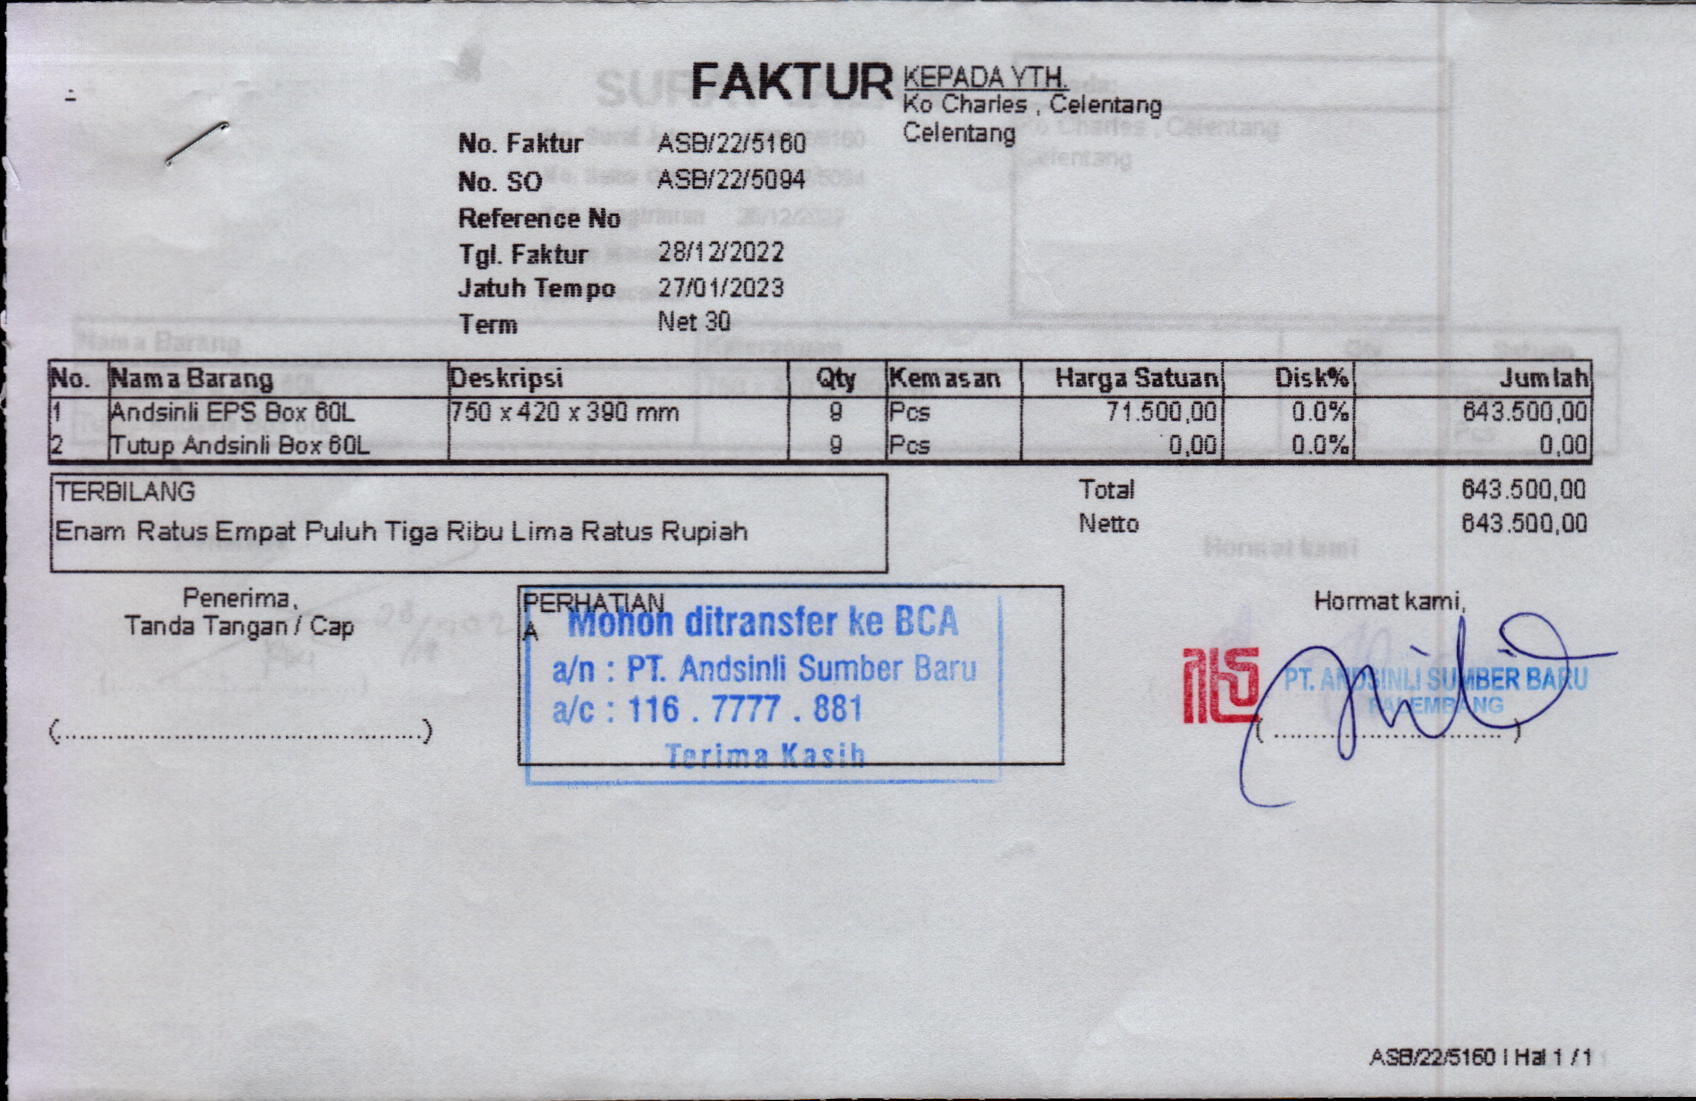 FAKTUR
KEPADA YTH.
Ko Charles , Celentang
Celentang
No. Faktur ASB/22/5160
No. SO ASB/22/5094
Reference No
Tgl. Faktur 28/12/2022
Jatuh Tempo 27/01/2023
Term Net 30
No. Nama Barang Deskripsi Qty Kemasan Harga Satuan Disk% Jumlah
1 Andsinli EPS Box 60L 750 x 420 x 390 mm 9 Pcs 71.500,00 0.0% 643.500,00
2 Tutup Andsinli Box 60L 9 Pcs 0,00 0.0% 0,00
TERBILANG
Enam Ratus Empat Puluh Tiga Ribu Lima Ratus Rupiah
Total 643.500,00
Netto 643.500,00
Penerima,
Tanda Tangan / Cap
(..............................................)
PERHATIAN
A
Mohon ditransfer ke BCA
a/n : PT. Andsinli Sumber Baru
a/c : 116 . 7777 . 881
Terima Kasih
Hormat kami,
PT. ANDSINLI SUMBER BARU
PALEMBANG
( ............................. )
ASB/22/5160 | Hal 1 / 1